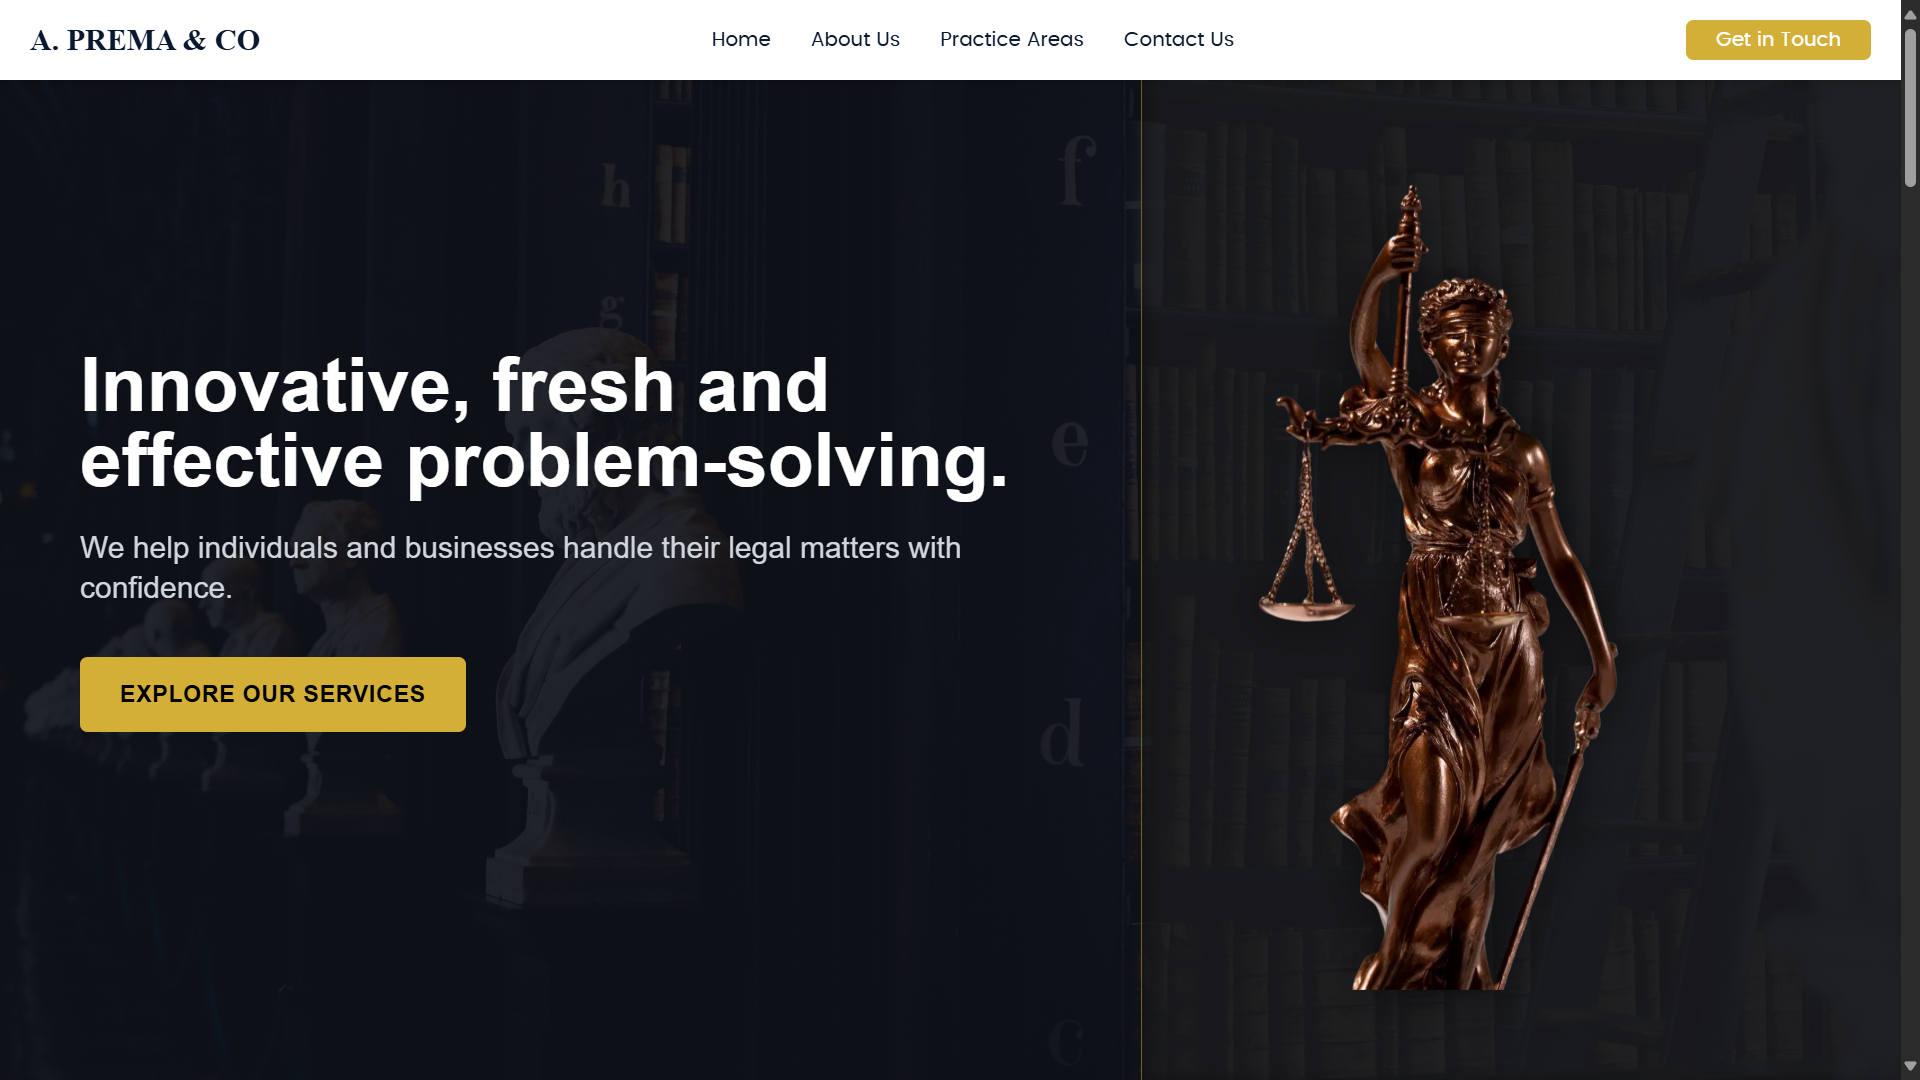 A. PREMA & CO
Home
About Us
Practice Areas
Contact Us
Get in Touch
h
f
g
e
d
c
Innovative, fresh and
effective problem-solving.
We help individuals and businesses handle their legal matters with
confidence.
EXPLORE OUR SERVICES